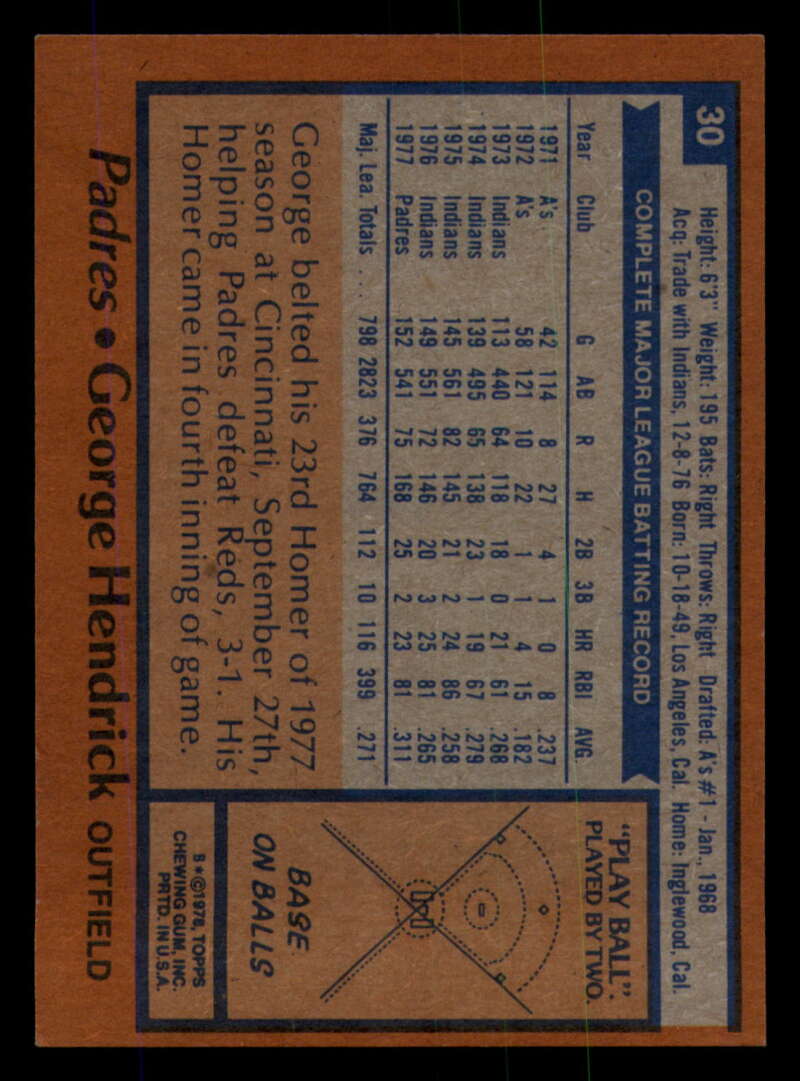 30
Height: 6'3" Weight: 195 Bats: Right Throws: Right Drafted: A's #1 - Jan., 1968
Acq: Trade with Indians, 12-8-76 Born: 10-18-49, Los Angeles, Cal. Home: Inglewood, Cal.
COMPLETE MAJOR LEAGUE BATTING RECORD
Year Club G AB R H 2B 3B HR RBI AVG
1971 A's 42 114 8 27 4 1 0 8 .237
1972 A's 58 121 10 22 1 1 4 15 .182
1973 Indians 113 440 64 118 18 0 21 61 .268
1974 Indians 139 495 65 138 23 1 19 67 .279
1975 Indians 145 561 82 145 21 2 24 86 .258
1976 Indians 149 551 72 146 20 3 25 81 .265
1977 Padres 152 541 75 168 25 2 23 81 .311
Maj. Lea. Totals . . . 798 2823 376 764 112 10 116 399 .271
George belted his 23rd Homer of 1977
season at Cincinnati, September 27th,
helping Padres defeat Reds, 3-1. His
Homer came in fourth inning of game.
"PLAY BALL".
PLAYED BY TWO.
BASE
ON BALLS
B*©1978, TOPPS
CHEWING GUM, INC.
PRTD. IN U.S.A.
Padres • George Hendrick OUTFIELD